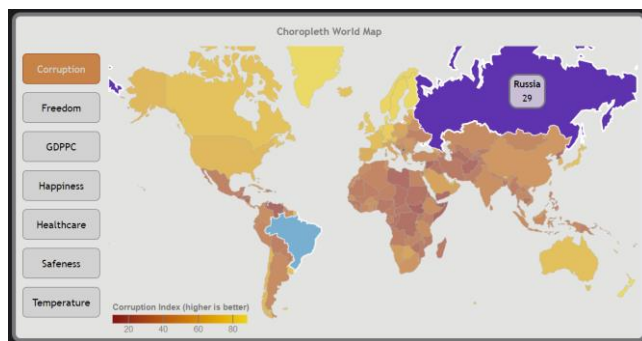 Choropleth World Map
Corruption
Freedom
GDPPC
Happiness
Healthcare
Safeness
Temperature
Russia
29
Corruption Index (higher is better)
20 40 60 80